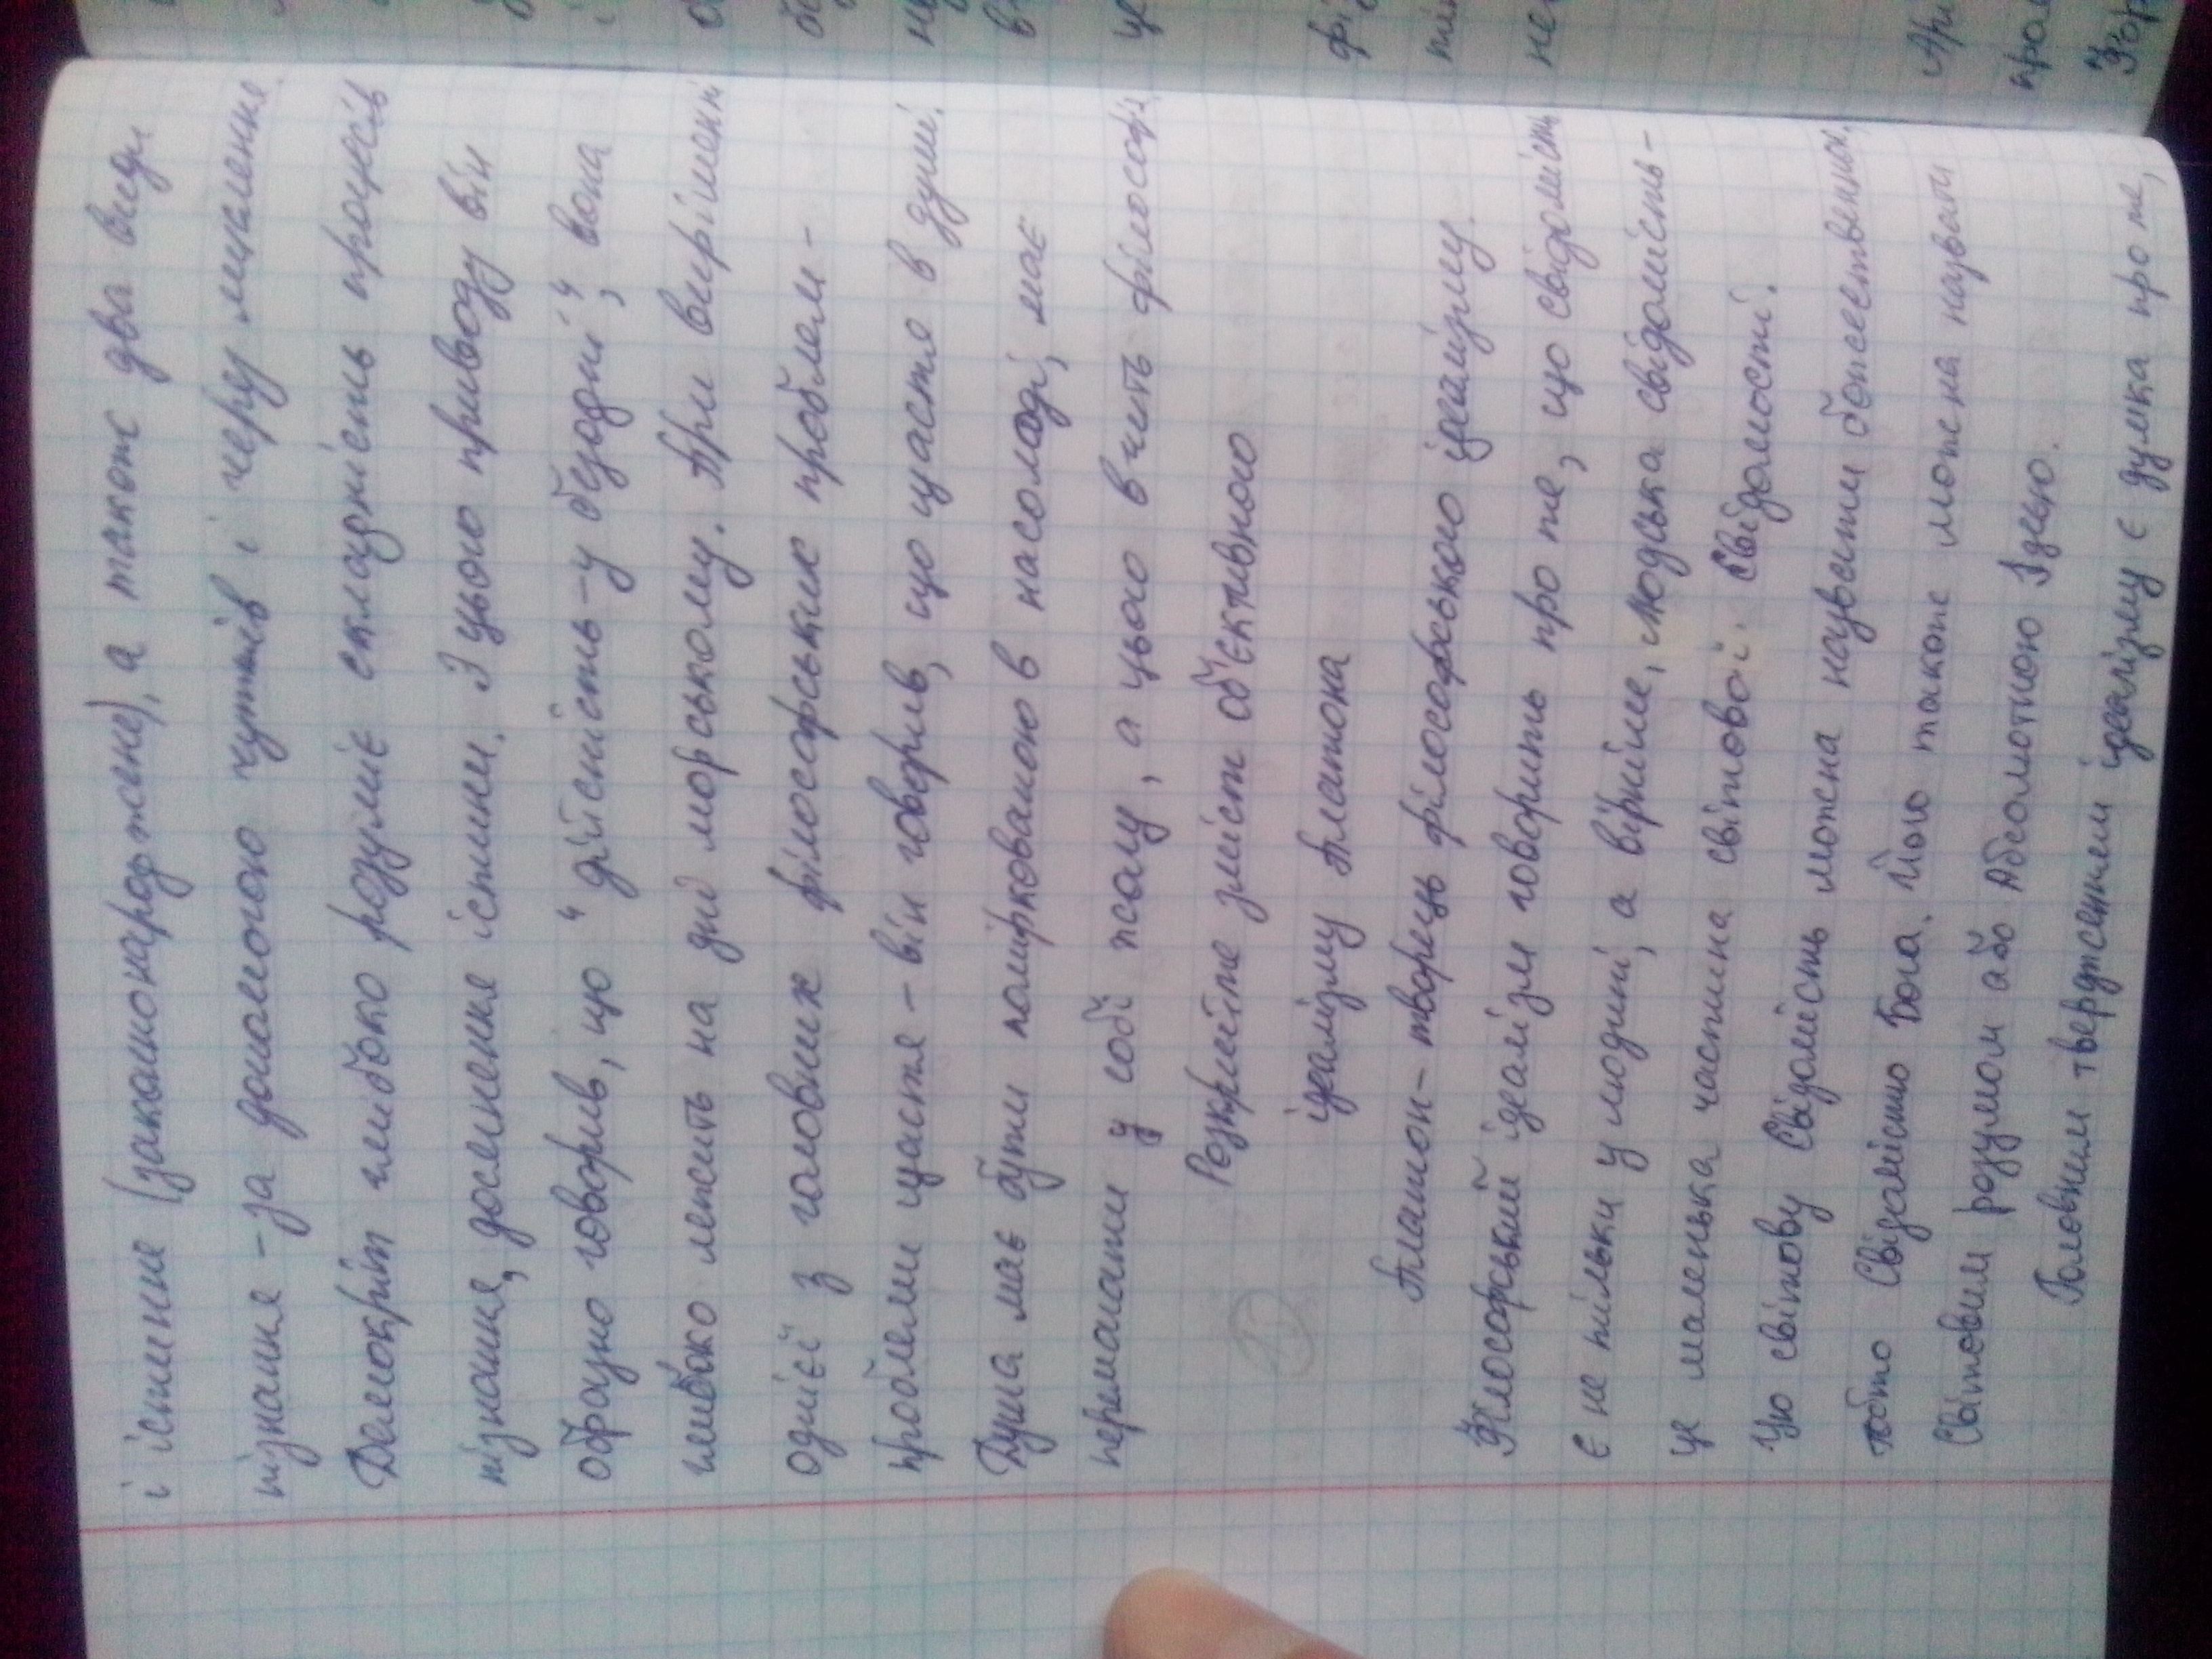 і істинне (законнонароджене), а також два види
пізнання – за допомогою чуттів і через мислення.
Демокріт глибоко розуміє складність процесів
пізнання, досягнення істини. З цього приводу він
образно говорив, що "дійсність – у безодні", вона
глибоко лежить на дні морському. При вирішенні
однієї з головних філософських проблем –
проблеми щастя – він говорив, що щастя в душі.
Душа має бути поміркованою в насолоді, має
перемагати у собі жагу, а цього вчить філософія
Розкрийте зміст об'єктивного
ідеалізму Платона
Платон – творець філософського ідеалізму.
Філософський ідеалізм говорить про те, що свідомість
є не тільки у людині, а вірніше, людська свідомість –
це маленька частина світової Свідомості.
Цю світову Свідомість можна назвати божественною,
тобто Свідомістю Бога. Його також можна назвати
Світовим розумом або Абсолютною Ідеєю.
Головним твердженням ідеалізму є думка про те,